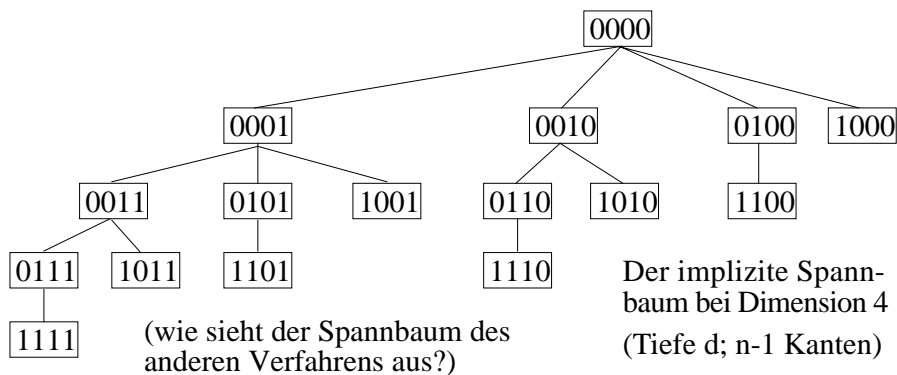 0000
0001 0010 0100 1000
0011 0101 1001 0110 1010 1100
0111 1011 1101 1110
1111
Der implizite Spann-
baum bei Dimension 4
(Tiefe d; n-1 Kanten)
(wie sieht der Spannbaum des
anderen Verfahrens aus?)